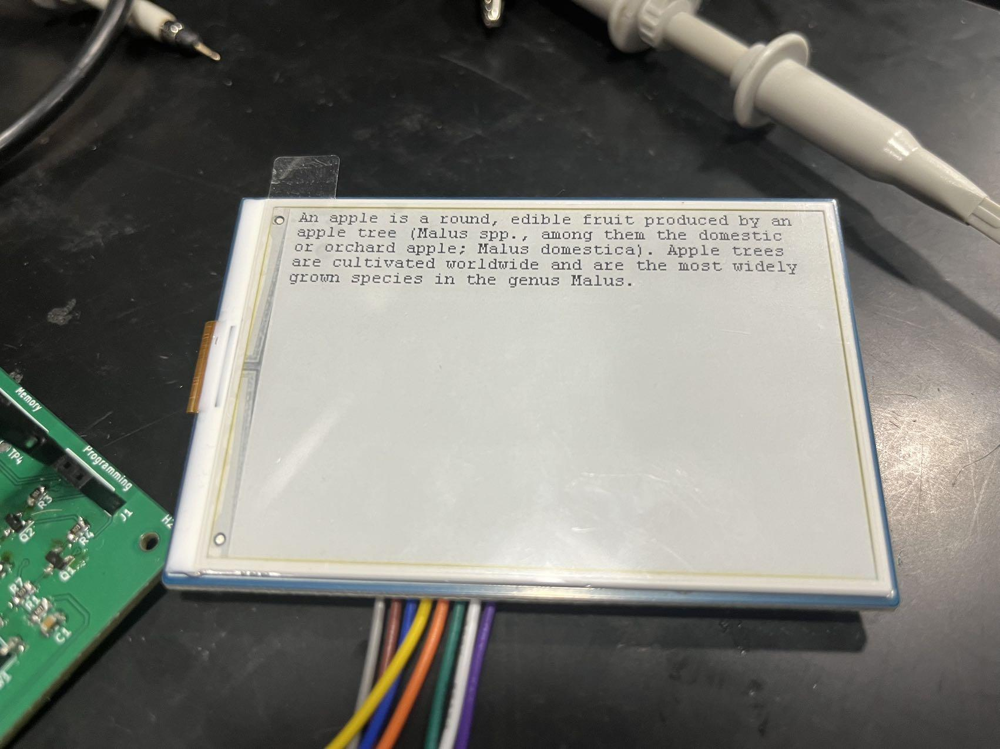 An apple is a round, edible fruit produced by an
apple tree (Malus spp., among them the domestic
or orchard apple; Malus domestica). Apple trees
are cultivated worldwide and are the most widely
grown species in the genus Malus.
Memory
Programming
TP4
J1
R3
Q2
R4
Q1
R7
C1